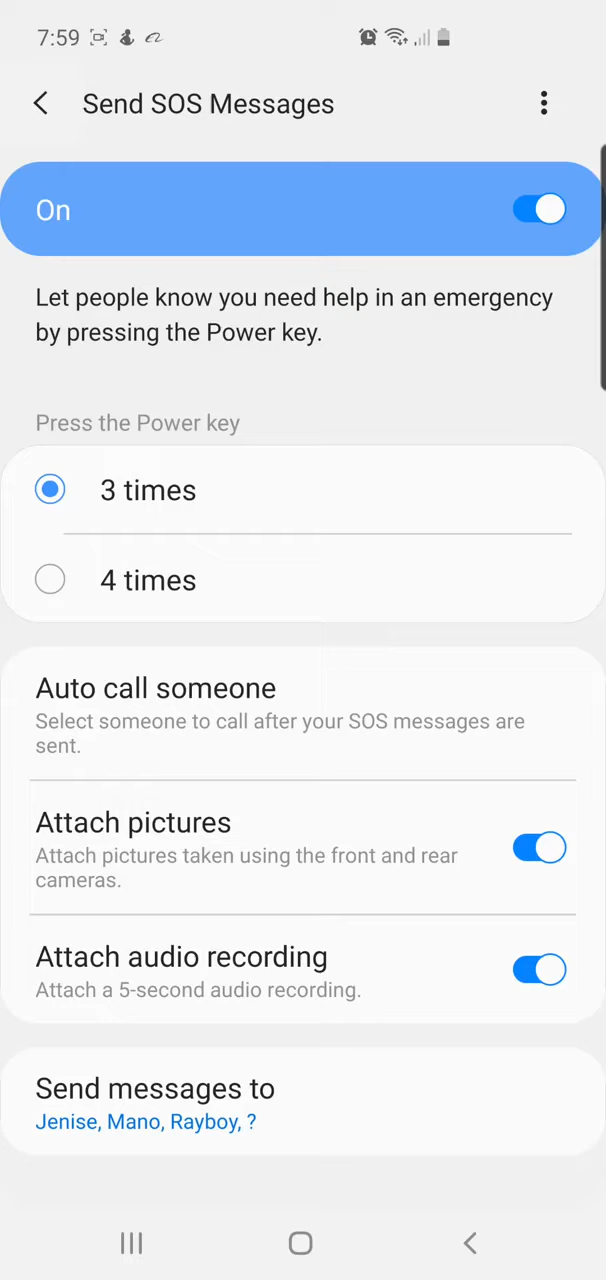 7:59
Send SOS Messages
On
Let people know you need help in an emergency
by pressing the Power key.
Press the Power key
3 times
4 times
Auto call someone
Select someone to call after your SOS messages are
sent.
Attach pictures
Attach pictures taken using the front and rear
cameras.
Attach audio recording
Attach a 5-second audio recording.
Send messages to
Jenise, Mano, Rayboy, ?